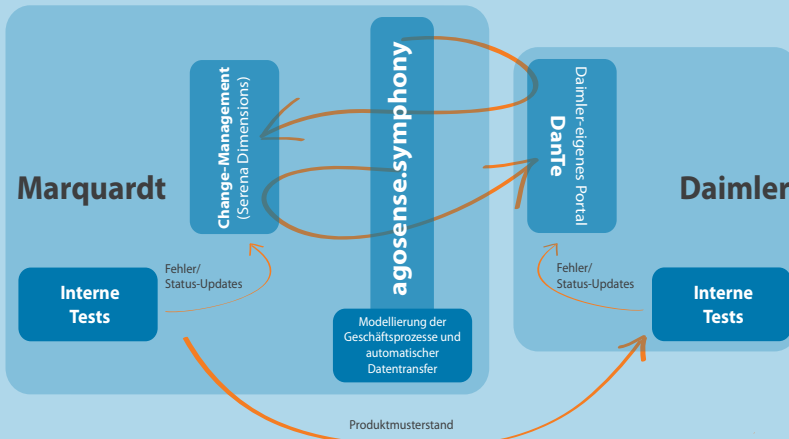 Marquardt
Change-Management
(Serena Dimensions)
agosense.symphony
Daimler-eigenes Portal
DanTe
Daimler
Interne
Tests
Fehler/
Status-Updates
Modellierung der
Geschäftsprozesse und
automatischer
Datentransfer
Fehler/
Status-Updates
Interne
Tests
Produktmusterstand